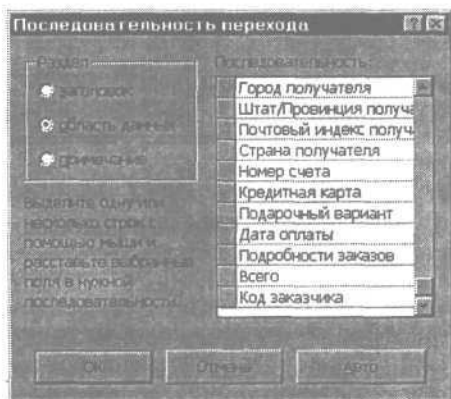 Последовательность перехода
Раздел
Последовательность:
заголовок
область данных
примечание
Выделите одну или
несколько строк с
помощью мыши и
расставьте выбранные
поля в нужной
последовательности.
Город получателя
Штат/Провинция получа
Почтовый индекс получ
Страна получателя
Номер счета
Кредитная карта
Подарочный вариант
Дата оплаты
Подробности заказов
Всего
Код заказчика
ОК
Отмена
Авто